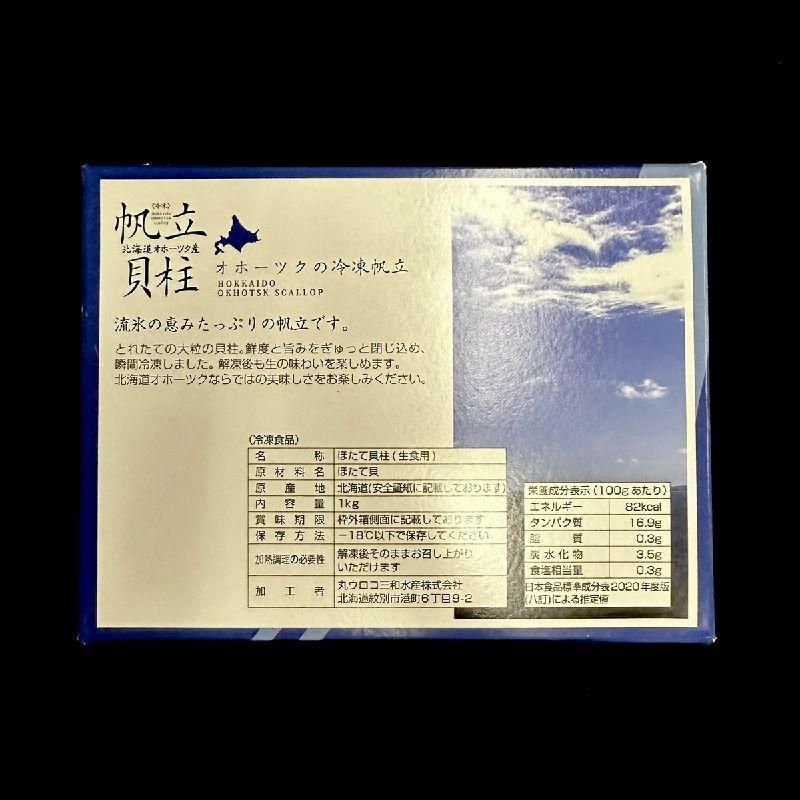 帆立
HOKKAIDO
OKHOTSK
scallop
北海道オホーツク産
貝柱
オホーツクの冷凍帆立
HOKKAIDO
OKHOTSK SCALLOP
流氷の恵みたっぷりの帆立です。
とれたての大粒の貝柱。鮮度と旨みをぎゅっと閉じ込め、
瞬間冷凍しました。解凍後も生の味わいを楽しめます。
北海道オホーツクならではの美味しさをお楽しみください。
(冷凍食品)
名称 ほたて貝柱(生食用)
原材料名 ほたて貝
原産地 北海道(安全証紙に記載しております)
内容量 1kg
賞味期限 枠外箱側面に記載しております
保存方法 －18℃以下で保存してください。
加熱調理の必要性 解凍後そのままお召し上がり
いただけます
加工者 丸ウロコ三和水産株式会社
北海道紋別市港町6丁目9-2
栄養成分表示(100gあたり)
エネルギー 82kcal
タンパク質 16.9g
脂質 0.3g
炭水化物 3.5g
食塩相当量 0.3g
日本食品標準成分表2020年度版
(八訂)による推定値